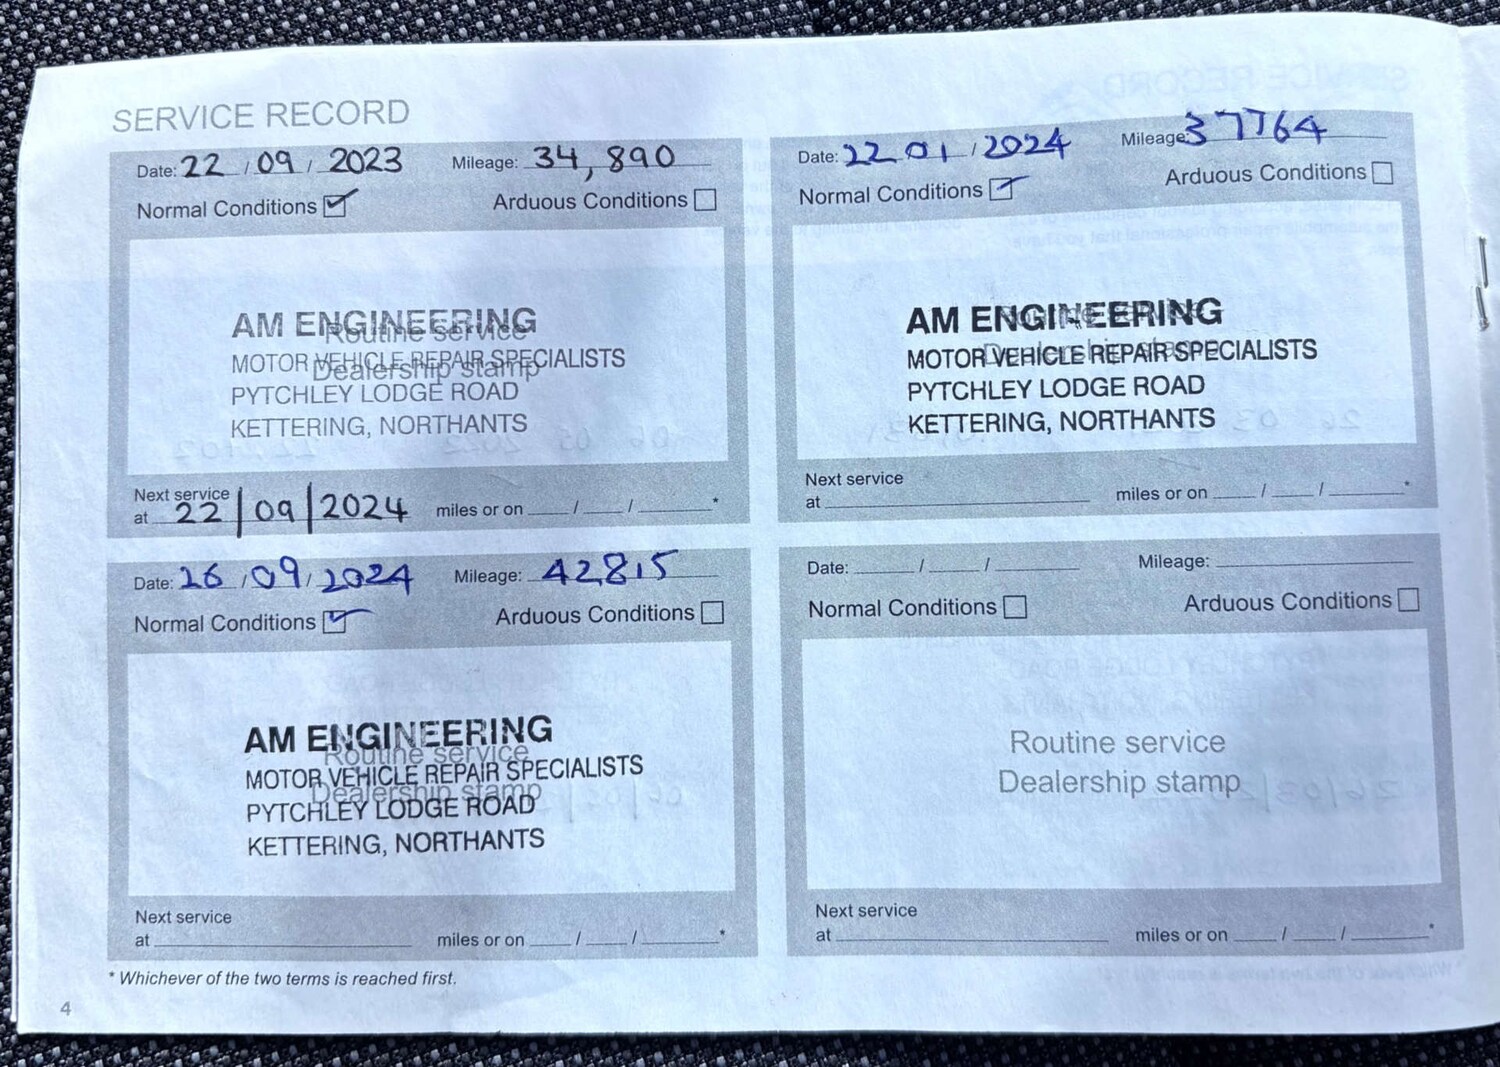 SERVICE RECORD
Date: 22 / 09 / 2023 Mileage: 34,890
Normal Conditions Arduous Conditions
AM ENGINEERING
Routine service
MOTOR VEHICLE REPAIR SPECIALISTS
Dealership stamp
PYTCHLEY LODGE ROAD
KETTERING, NORTHANTS
Next service
at 22|09|2024 miles or on / / *
Date: 22 01 / 2024 Mileage: 37764
Normal Conditions Arduous Conditions
AM ENGINEERING
Routine service
MOTOR VEHICLE REPAIR SPECIALISTS
Dealership stamp
PYTCHLEY LODGE ROAD
KETTERING, NORTHANTS
Next service
at miles or on / / *
Date: 26 / 09 / 2024 Mileage: 42815
Normal Conditions Arduous Conditions
AM ENGINEERING
Routine service
MOTOR VEHICLE REPAIR SPECIALISTS
Dealership stamp
PYTCHLEY LODGE ROAD
KETTERING, NORTHANTS
Next service
at miles or on / / *
Date: / / Mileage:
Normal Conditions Arduous Conditions
Routine service
Dealership stamp
Next service
at miles or on / / *
* Whichever of the two terms is reached first.
4